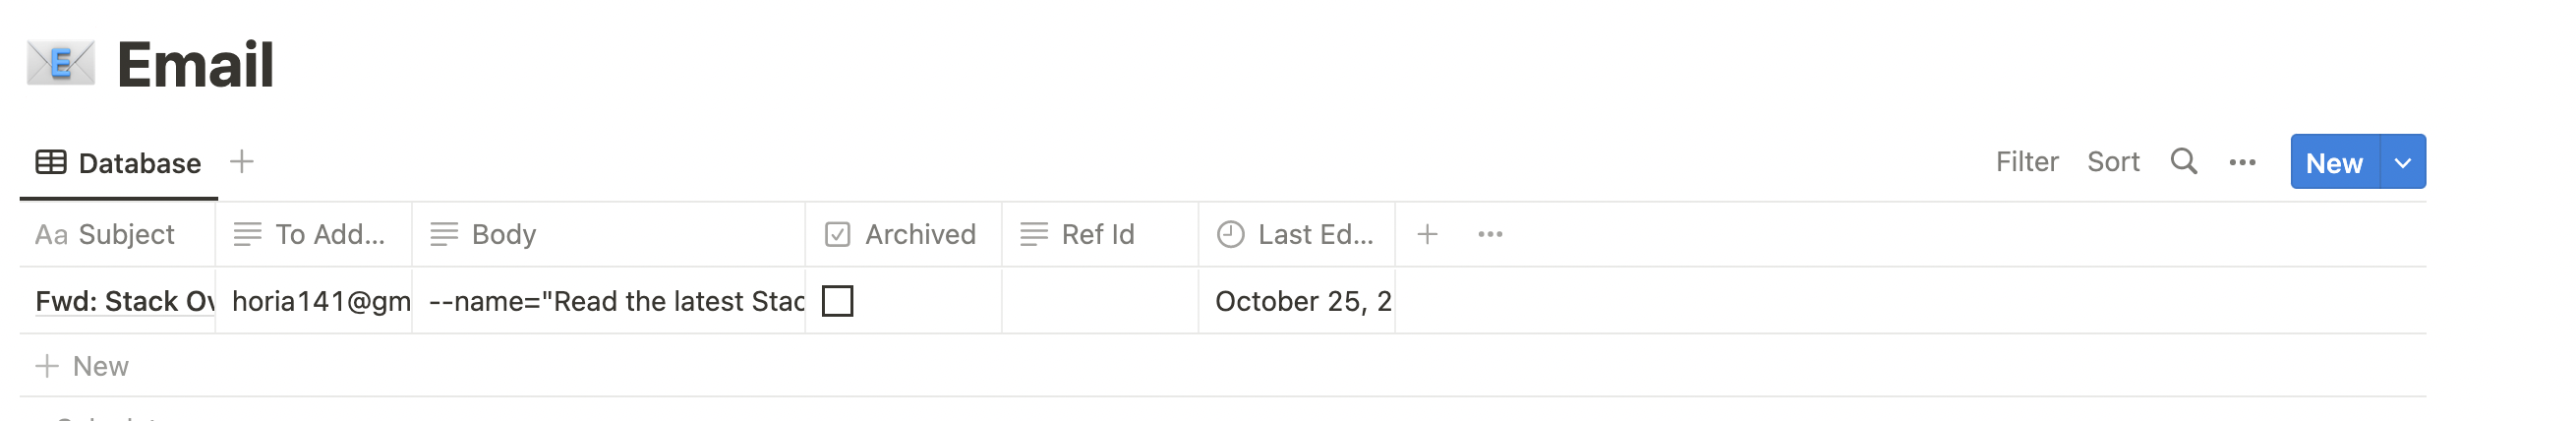 Email
Database
Filter Sort New
Aa Subject To Add... Body Archived Ref Id Last Ed...
Fwd: Stack Ov horia141@gm --name="Read the latest Stac October 25, 2
New